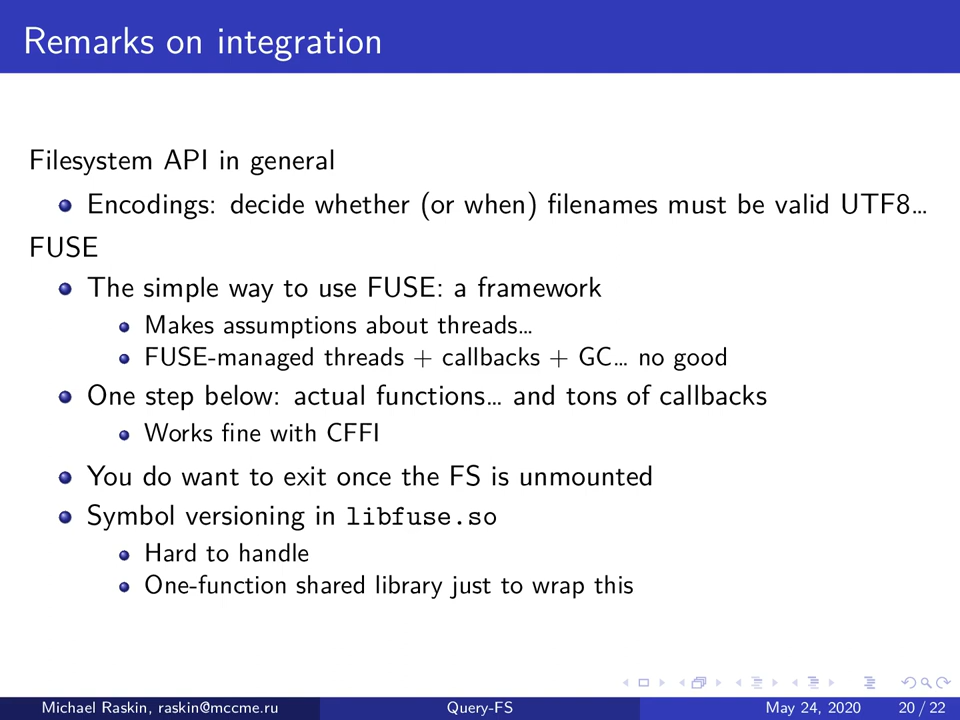 Remarks on integration
Filesystem API in general
Encodings: decide whether (or when) filenames must be valid UTF8…
FUSE
The simple way to use FUSE: a framework
Makes assumptions about threads…
FUSE-managed threads + callbacks + GC… no good
One step below: actual functions… and tons of callbacks
Works fine with CFFI
You do want to exit once the FS is unmounted
Symbol versioning in libfuse.so
Hard to handle
One-function shared library just to wrap this
Michael Raskin, raskin@mccme.ru Query-FS May 24, 2020 20 / 22